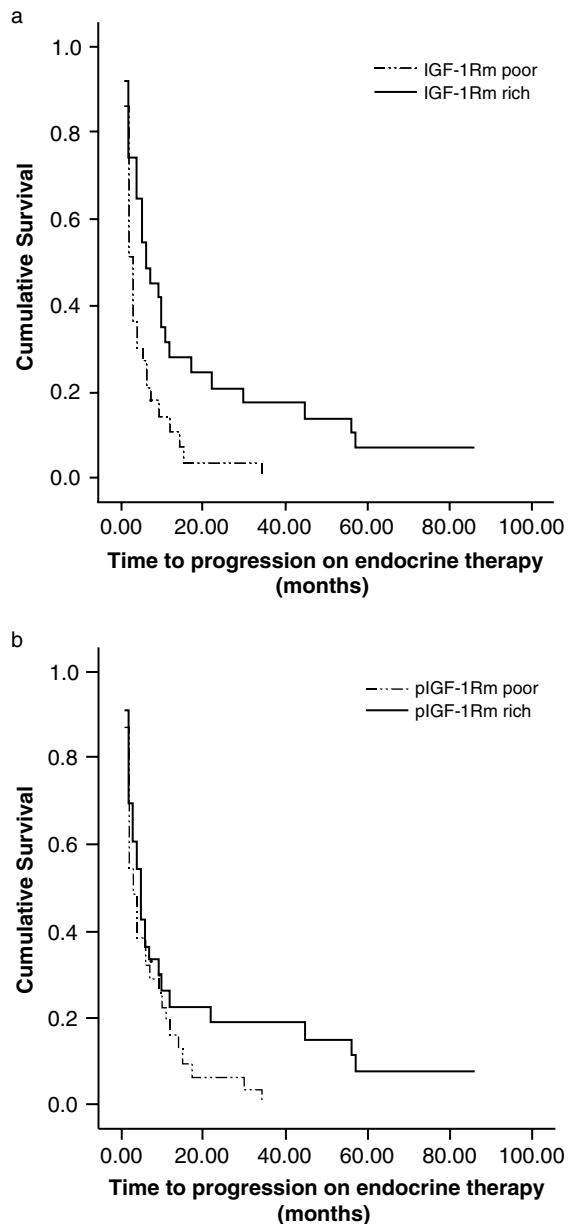 a
1.0
0.8
0.6
0.4
0.2
0.0
Cumulative Survival
IGF-1Rm poor
IGF-1Rm rich
0.00 20.00 40.00 60.00 80.00 100.00
Time to progression on endocrine therapy
(months)
b
1.0
0.8
0.6
0.4
0.2
0.0
Cumulative Survival
pIGF-1Rm poor
pIGF-1Rm rich
0.00 20.00 40.00 60.00 80.00 100.00
Time to progression on endocrine therapy
(months)